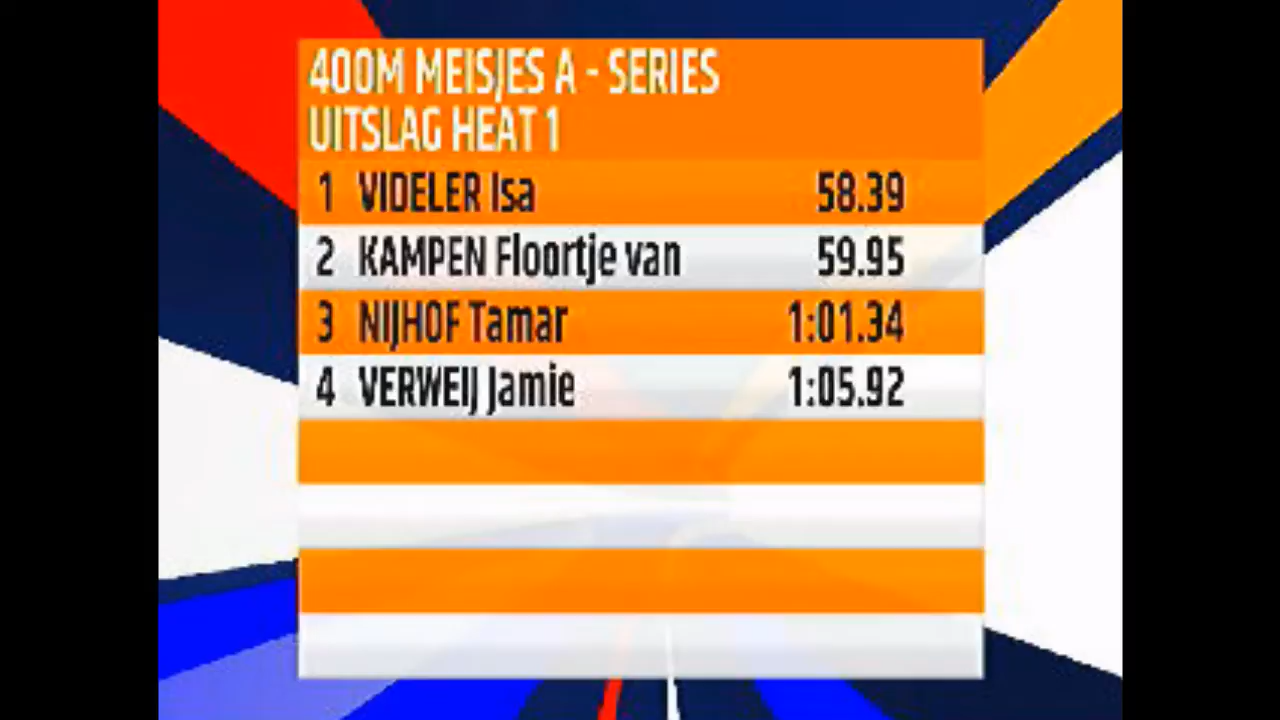 400M MEISJES A - SERIES
UITSLAG HEAT 1
1 VIDELER Isa 58.39
2 KAMPEN Floortje van 59.95
3 NIJHOF Tamar 1:01.34
4 VERWEIJ Jamie 1:05.92